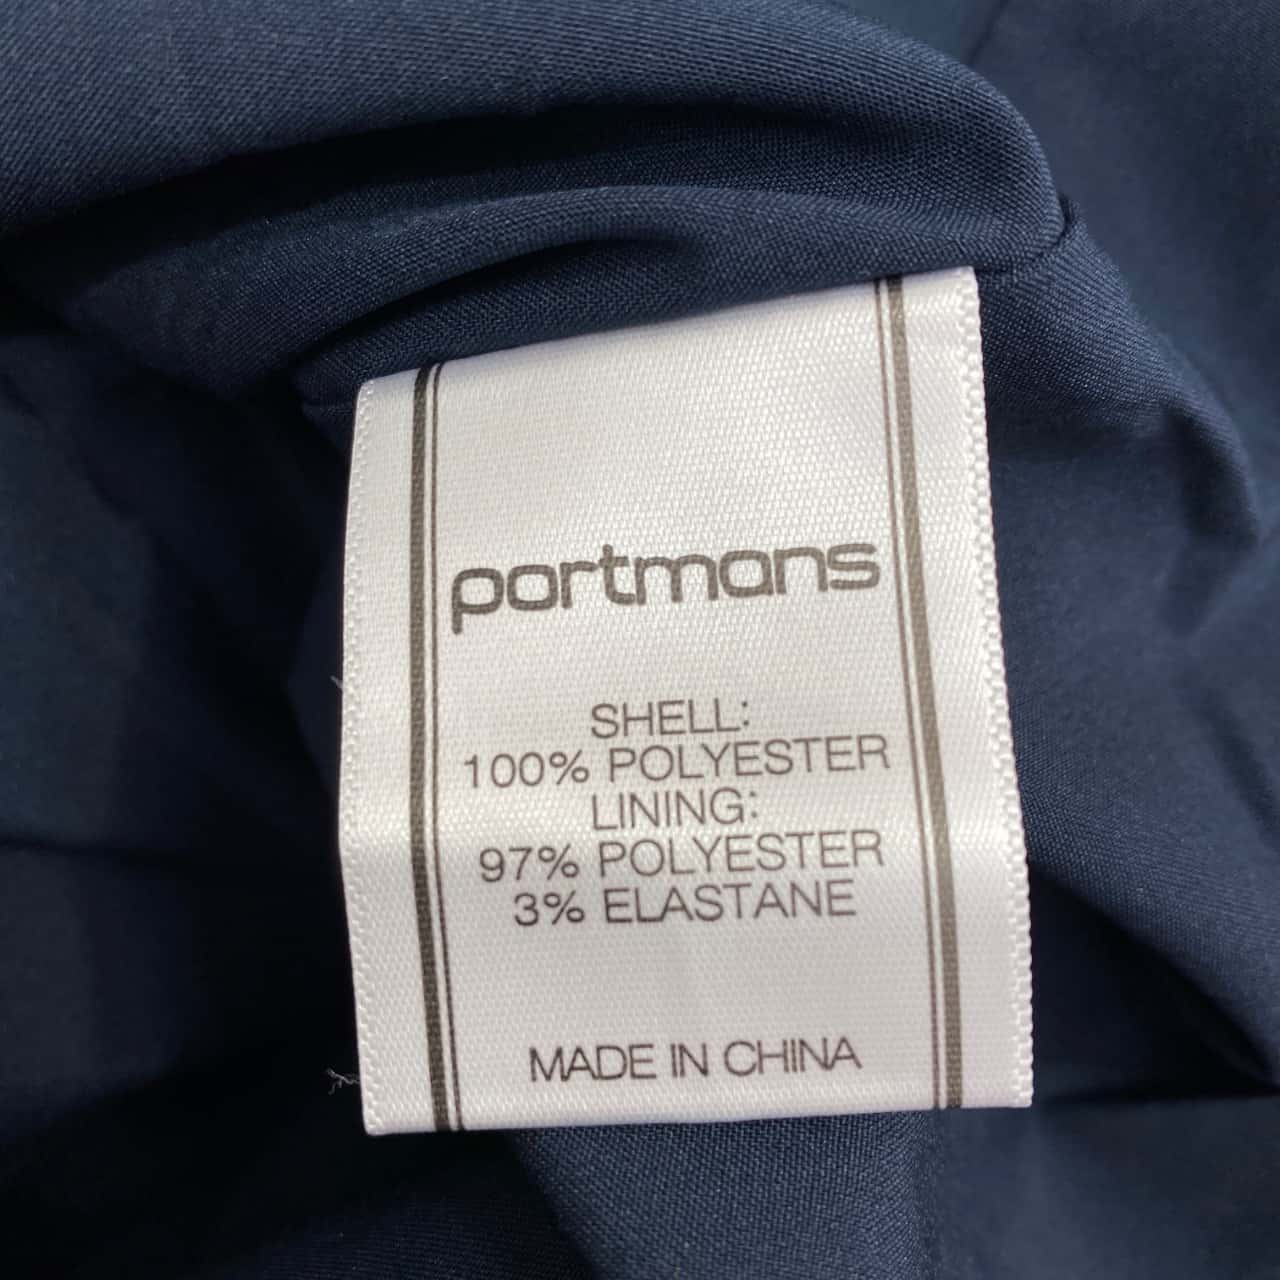 portmans
SHELL:
100% POLYESTER
LINING:
97% POLYESTER
3% ELASTANE
MADE IN CHINA